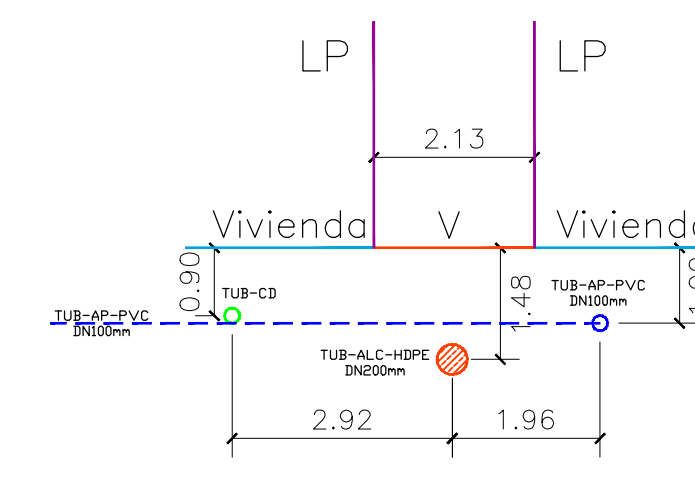 LP
LP
2.13
Vivienda
V
0.90
TUB-CD
1.48
TUB-AP-PVC
DN100mm
TUB-AP-PVC
DN100mm
TUB-ALC-HDPE
DN200mm
2.92
1.96